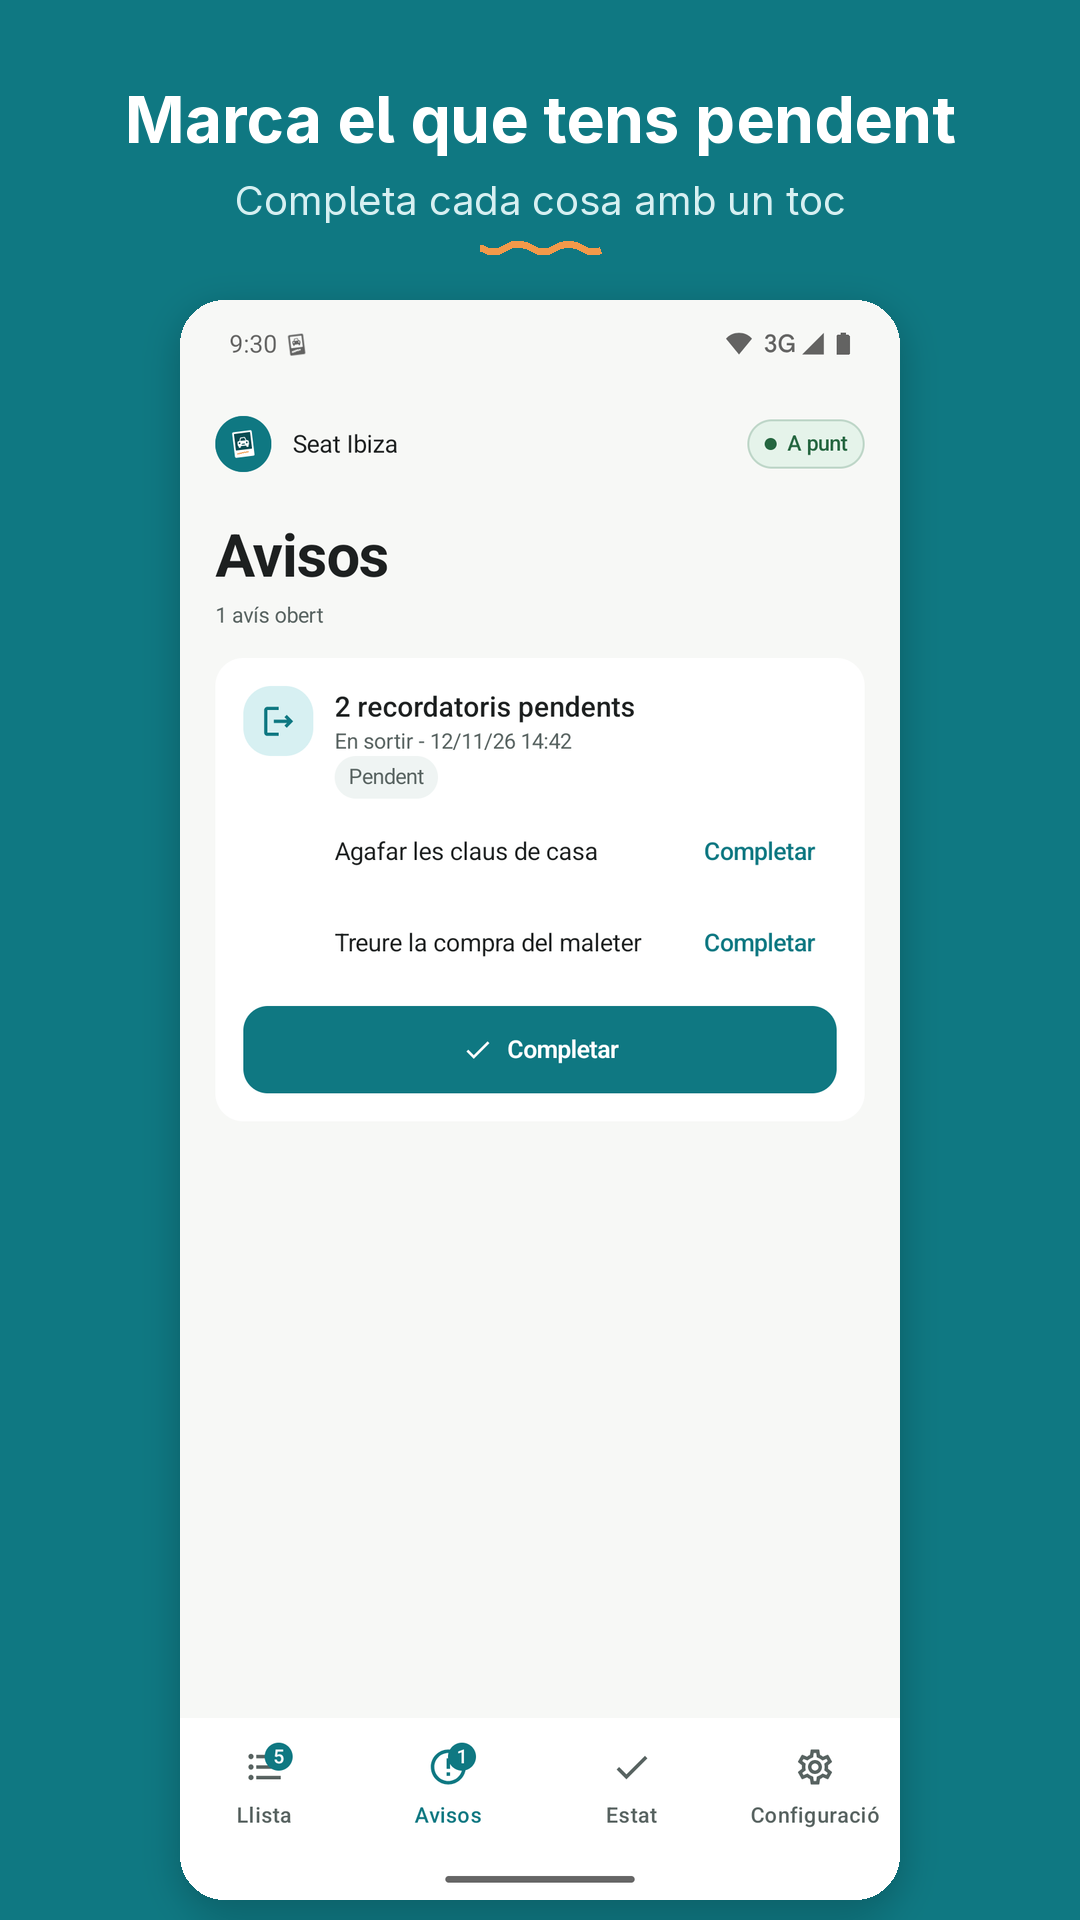 Marca el que tens pendent
Completa cada cosa amb un toc
9:30 3G
Seat Ibiza
A punt
Avisos
1 avís obert
2 recordatoris pendents
En sortir - 12/11/26 14:42
Pendent
Agafar les claus de casa Completar
Treure la compra del maleter Completar
Completar
5 1
Llista Avisos Estat Configuració